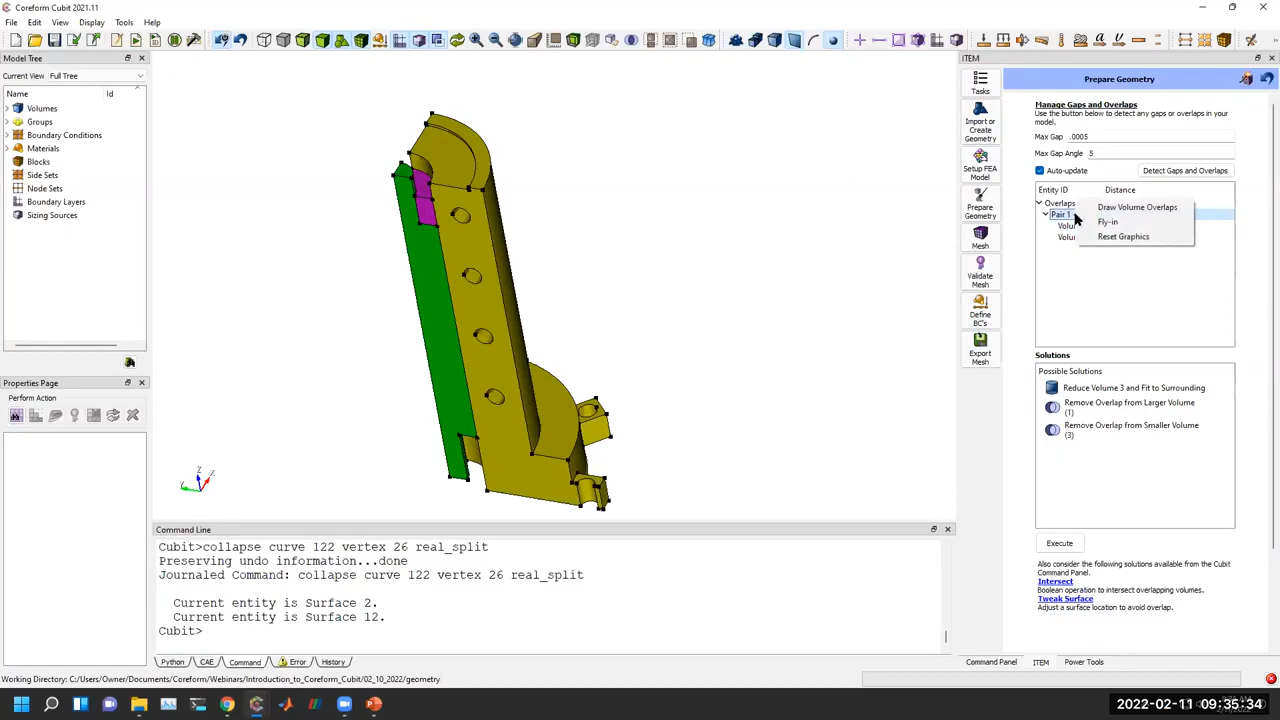 Coreform Cubit 2021.11
File Edit View Display Tools Help
Model Tree
Current View Full Tree
Name Id
Volumes
Groups
Boundary Conditions
Materials
Blocks
Side Sets
Node Sets
Boundary Layers
Sizing Sources
Properties Page
Perform Action
Z
Y X
Command Line
Cubit>collapse curve 122 vertex 26 real_split
Preserving undo information...done
Journaled Command: collapse curve 122 vertex 26 real_split
Current entity is Surface 2.
Current entity is Surface 12.
Cubit>
Python CAE Command Error History
Working Directory: C:/Users/Owner/Documents/Coreform/Webinars/Introduction_to_Coreform_Cubit/02_10_2022/geometry
ITEM
Tasks
Import or
Create
Geometry
Setup FEA
Model
Prepare
Geometry
Mesh
Validate
Mesh
Define
BC's
Export
Mesh
Prepare Geometry
Manage Gaps and Overlaps
Use the button below to detect any gaps or overlaps in your
model.
Max Gap .0005
Max Gap Angle 5
Auto-update Detect Gaps and Overlaps
Entity ID Distance
Overlaps
Pair 1
Volu
Volu
Draw Volume Overlaps
Fly-in
Reset Graphics
Solutions
Possible Solutions
Reduce Volume 3 and Fit to Surrounding
Remove Overlap from Larger Volume
(1)
Remove Overlap from Smaller Volume
(3)
Execute
Also consider the following solutions available from the Cubit
Command Panel.
Intersect
Boolean operation to intersect overlapping volumes.
Tweak Surface
Adjust a surface location to avoid overlap.
Command Panel ITEM Power Tools
2022-02-11 09:35:34